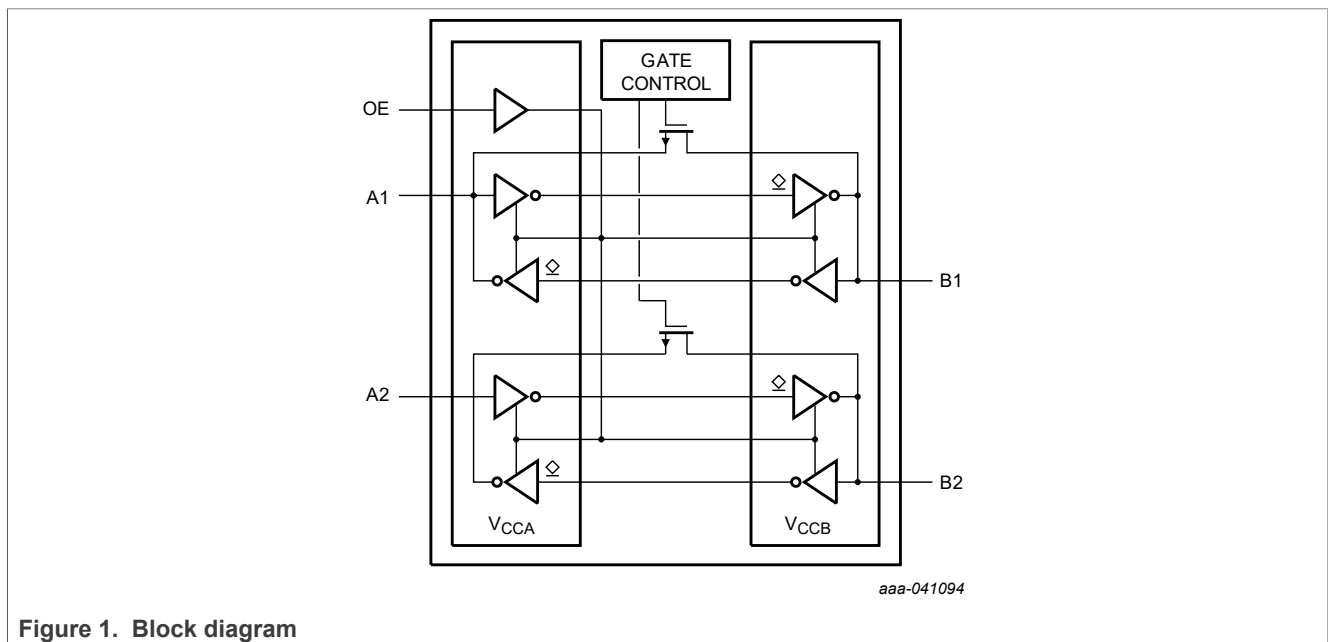 GATE
CONTROL
OE
A1
B1
A2
B2
VCCA
VCCB
aaa-041094
Figure 1. Block diagram